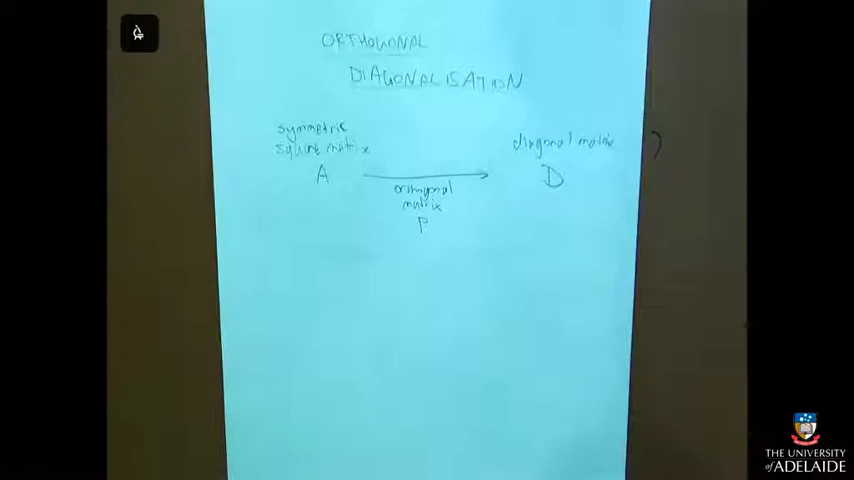 ORTHOGONAL
DIAGONALISATION
symmetric
square matrix
diagonal matrix
A
D
orthogonal
matrix
P
THE UNIVERSITY
of ADELAIDE